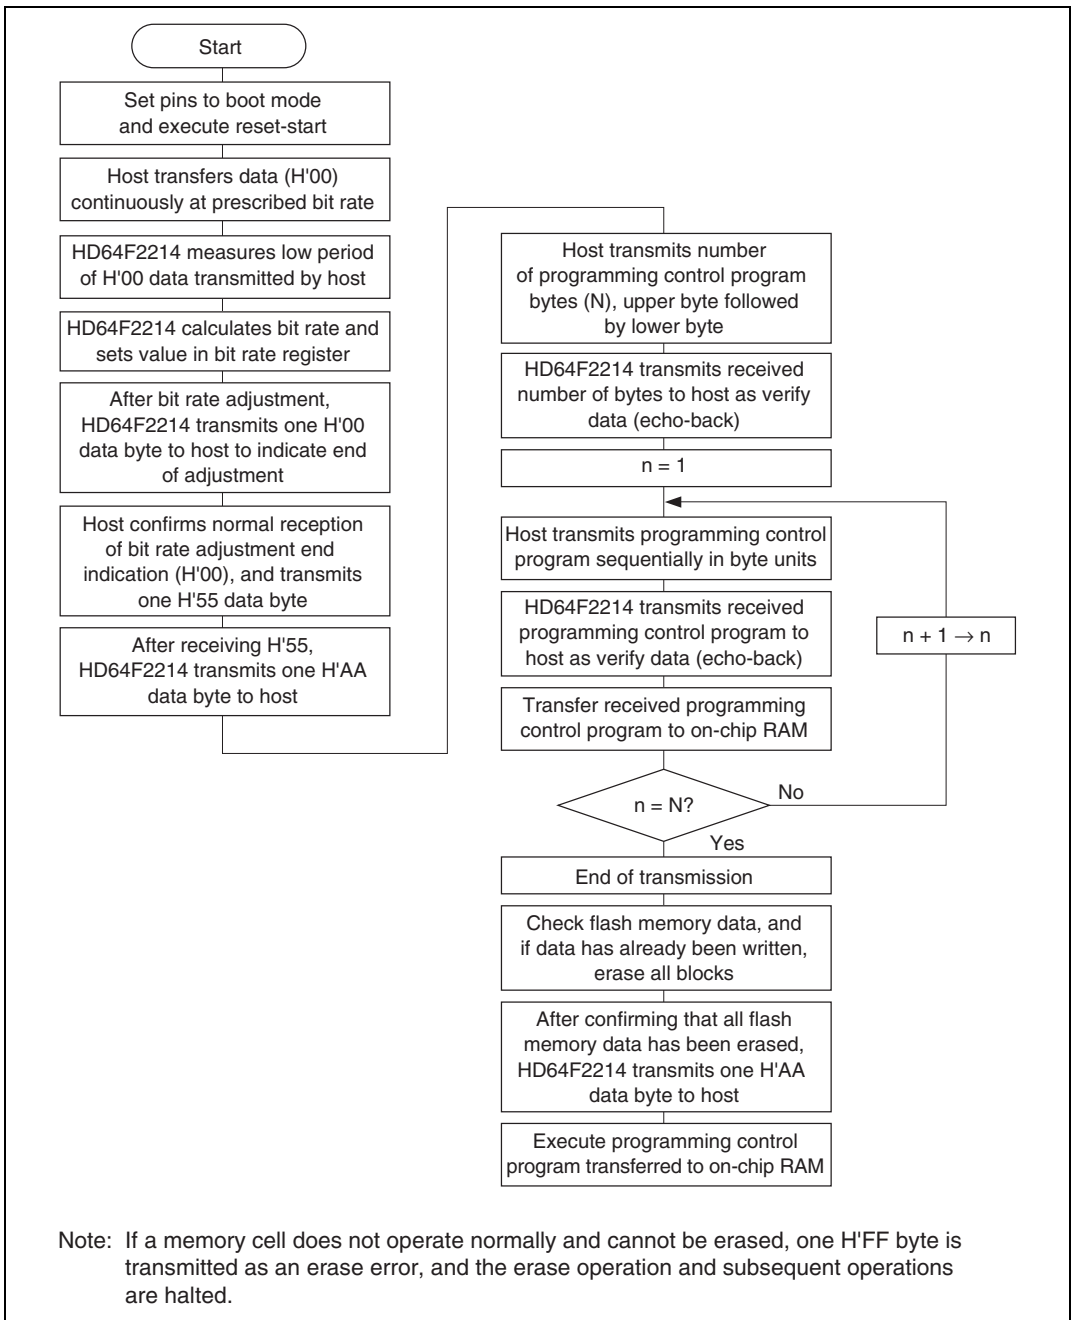 Start
Set pins to boot mode
and execute reset-start
Host transfers data (H'00)
continuously at prescribed bit rate
HD64F2214 measures low period
of H'00 data transmitted by host
HD64F2214 calculates bit rate and
sets value in bit rate register
After bit rate adjustment,
HD64F2214 transmits one H'00
data byte to host to indicate end
of adjustment
Host confirms normal reception
of bit rate adjustment end
indication (H'00), and transmits
one H'55 data byte
After receiving H'55,
HD64F2214 transmits one H'AA
data byte to host
Host transmits number
of programming control program
bytes (N), upper byte followed
by lower byte
HD64F2214 transmits received
number of bytes to host as verify
data (echo-back)
n = 1
Host transmits programming control
program sequentially in byte units
HD64F2214 transmits received
programming control program to
host as verify data (echo-back)
n + 1 → n
Transfer received programming
control program to on-chip RAM
n = N?
No
Yes
End of transmission
Check flash memory data, and
if data has already been written,
erase all blocks
After confirming that all flash
memory data has been erased,
HD64F2214 transmits one H'AA
data byte to host
Execute programming control
program transferred to on-chip RAM
Note: If a memory cell does not operate normally and cannot be erased, one H'FF byte is
transmitted as an erase error, and the erase operation and subsequent operations
are halted.